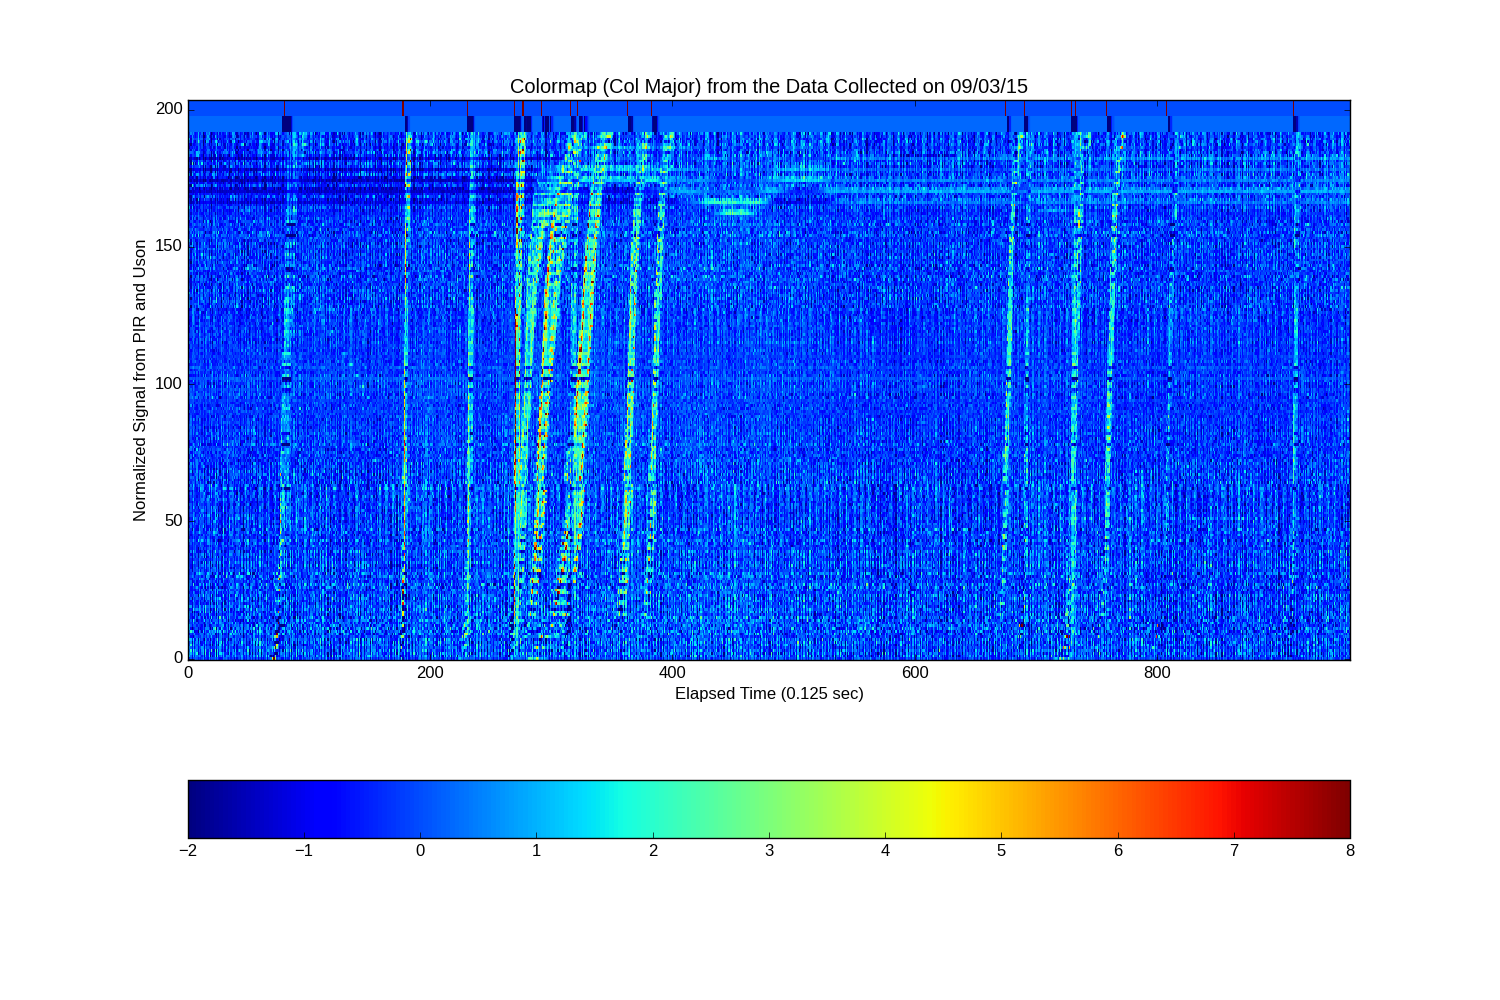 Colormap (Col Major) from the Data Collected on 09/03/15
200
150
100
50
0
Normalized Signal from PIR and Uson
0 200 400 600 800
Elapsed Time (0.125 sec)
−2 −1 0 1 2 3 4 5 6 7 8